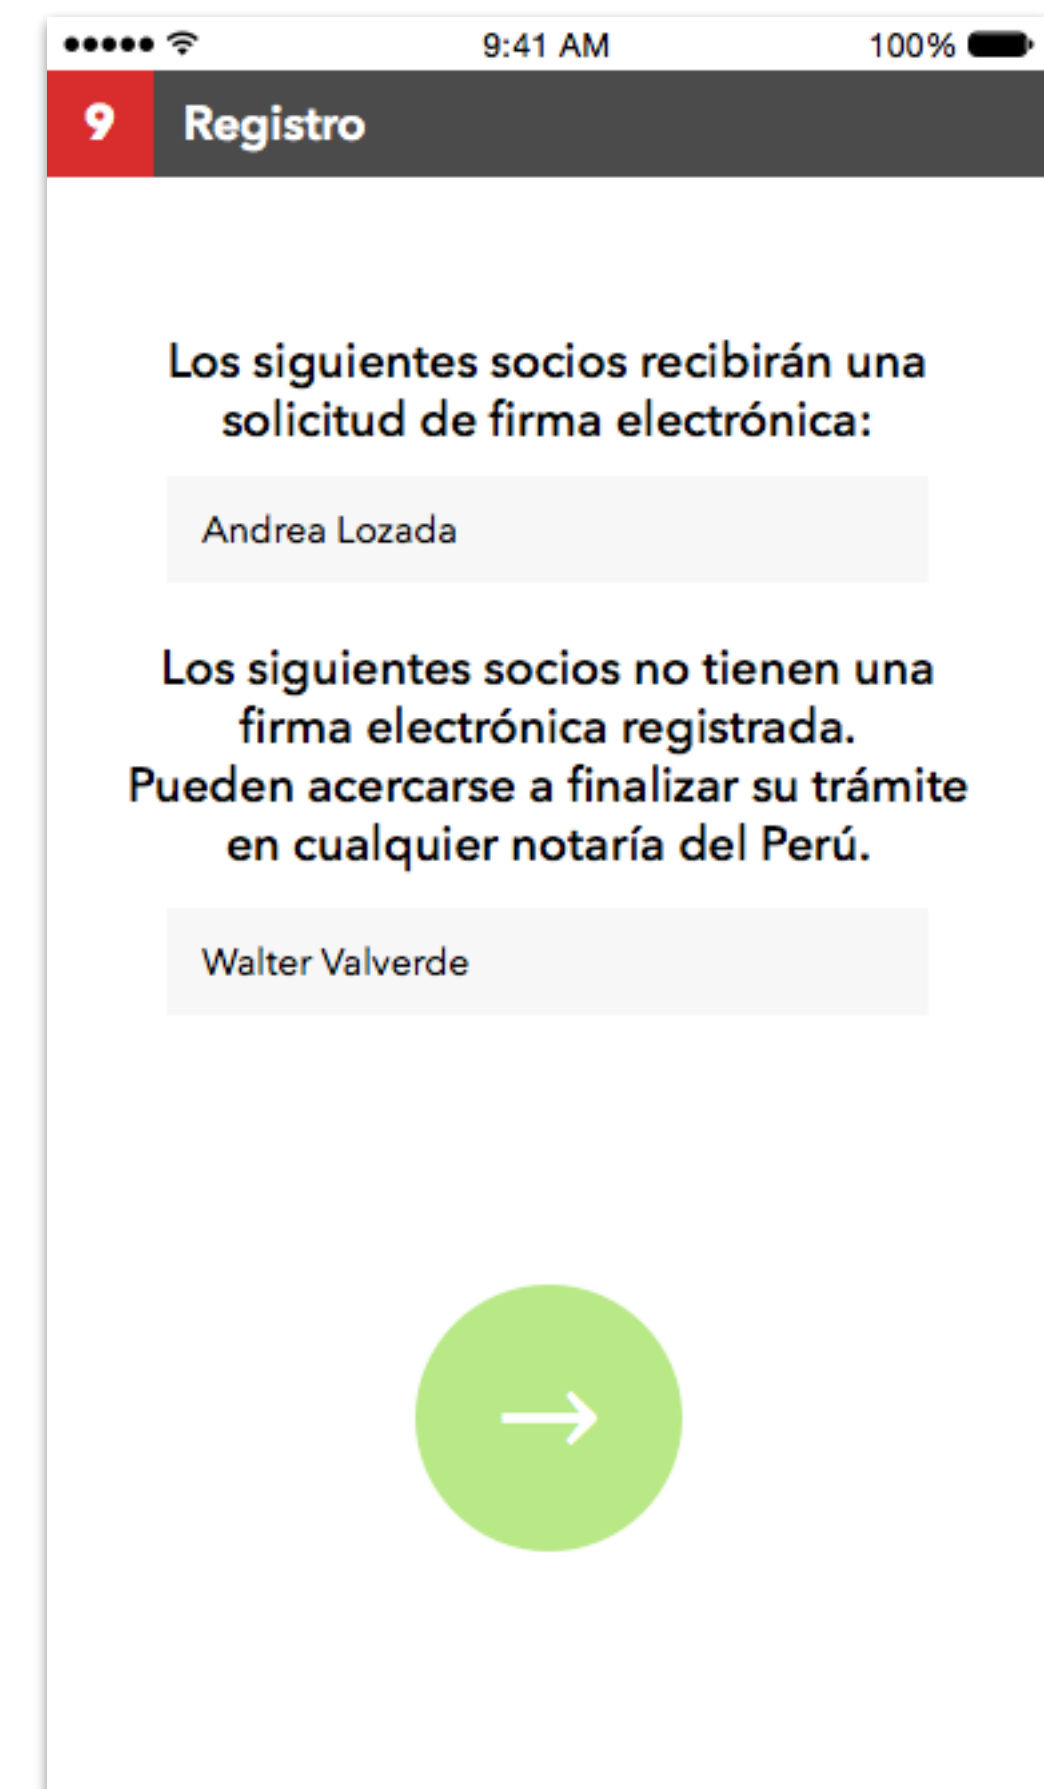 9:41 AM
100%
9 Registro
Los siguientes socios recibirán una
solicitud de firma electrónica:
Andrea Lozada
Los siguientes socios no tienen una
firma electrónica registrada.
Pueden acercarse a finalizar su trámite
en cualquier notaría del Perú.
Walter Valverde